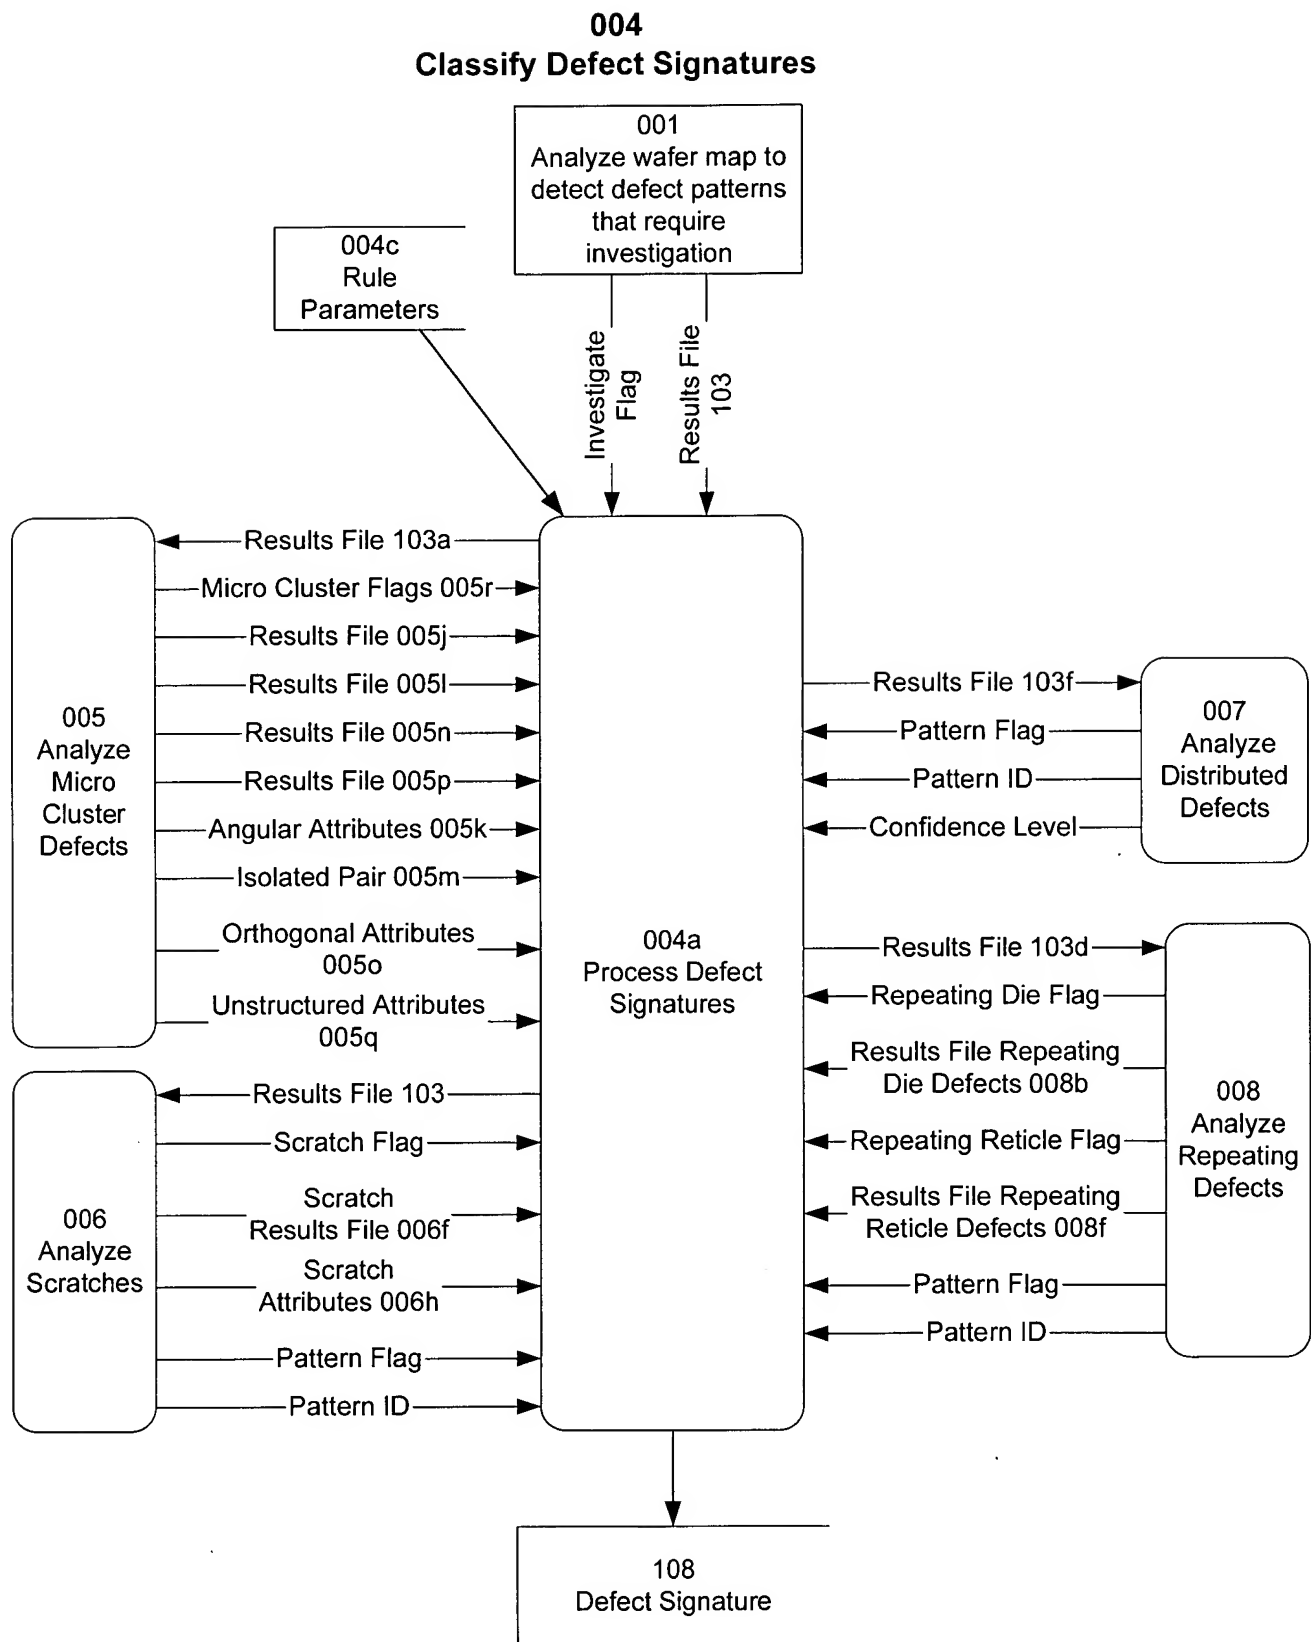 004
Classify Defect Signatures
001
Analyze wafer map to
detect defect patterns
that require
investigation
004c
Rule
Parameters
Investigate
Flag
Results File
103
005
Analyze
Micro
Cluster
Defects
Results File 103a
Micro Cluster Flags 005r
Results File 005j
Results File 005l
Results File 005n
Results File 005p
Angular Attributes 005k
Isolated Pair 005m
Orthogonal Attributes
005o
Unstructured Attributes
005q
006
Analyze
Scratches
Results File 103
Scratch Flag
Scratch
Results File 006f
Scratch
Attributes 006h
Pattern Flag
Pattern ID
004a
Process Defect
Signatures
Results File 103f
Pattern Flag
Pattern ID
Confidence Level
007
Analyze
Distributed
Defects
Results File 103d
Repeating Die Flag
Results File Repeating
Die Defects 008b
Repeating Reticle Flag
Results File Repeating
Reticle Defects 008f
Pattern Flag
Pattern ID
008
Analyze
Repeating
Defects
108
Defect Signature